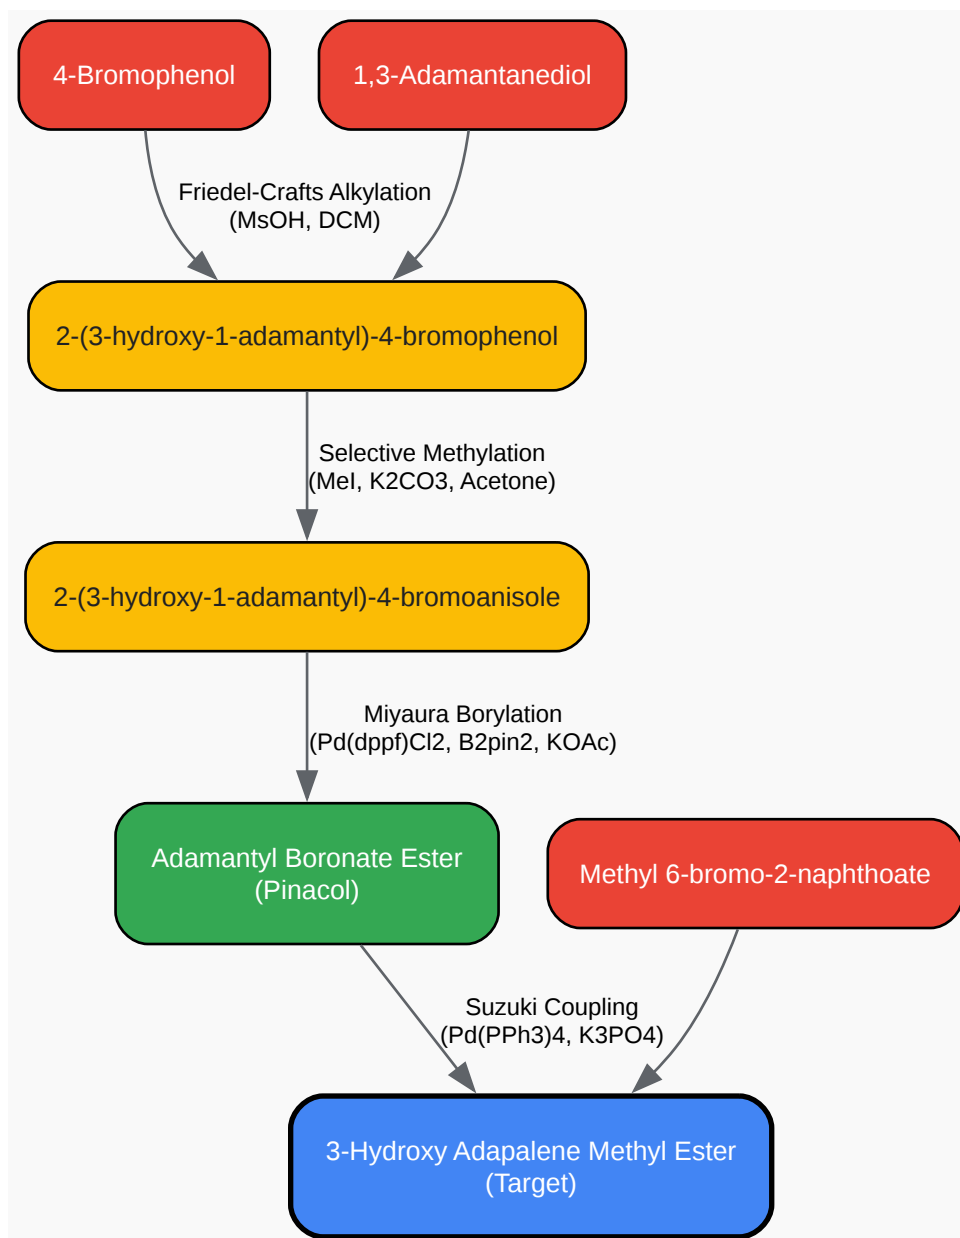 4-Bromophenol
1,3-Adamantanediol
Friedel-Crafts Alkylation
(MsOH, DCM)
2-(3-hydroxy-1-adamantyl)-4-bromophenol
Selective Methylation
(MeI, K2CO3, Acetone)
2-(3-hydroxy-1-adamantyl)-4-bromoanisole
Miyaura Borylation
(Pd(dppf)Cl2, B2pin2, KOAc)
Adamantyl Boronate Ester
(Pinacol)
Methyl 6-bromo-2-naphthoate
Suzuki Coupling
(Pd(PPh3)4, K3PO4)
3-Hydroxy Adapalene Methyl Ester
(Target)